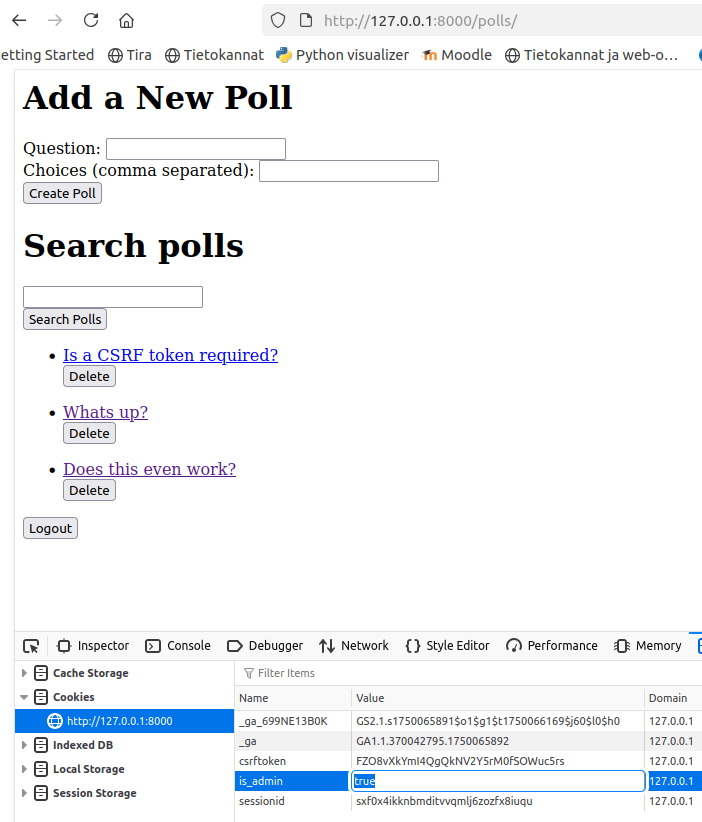 http://127.0.0.1:8000/polls/
etting Started Tira Tietokannat Python visualizer Moodle Tietokannat ja web-o…
Add a New Poll
Question:
Choices (comma separated):
Create Poll
Search polls
Search Polls
Is a CSRF token required?
Delete
Whats up?
Delete
Does this even work?
Delete
Logout
Inspector Console Debugger Network Style Editor Performance Memory
Cache Storage
Cookies
http://127.0.0.1:8000
Indexed DB
Local Storage
Session Storage
Filter Items
Name Value Domain
_ga_699NE13B0K GS2.1.s1750065891$o1$g1$t1750066169$j60$l0$h0 127.0.0.1
_ga GA1.1.370042795.1750065892 127.0.0.1
csrftoken FZO8vXkYmI4QgQkNV2Y5rM0fSOWuc5rs 127.0.0.1
is_admin true 127.0.0.1
sessionid sxf0x4ikknbmditvvqmlj6zozfx8iuqu 127.0.0.1